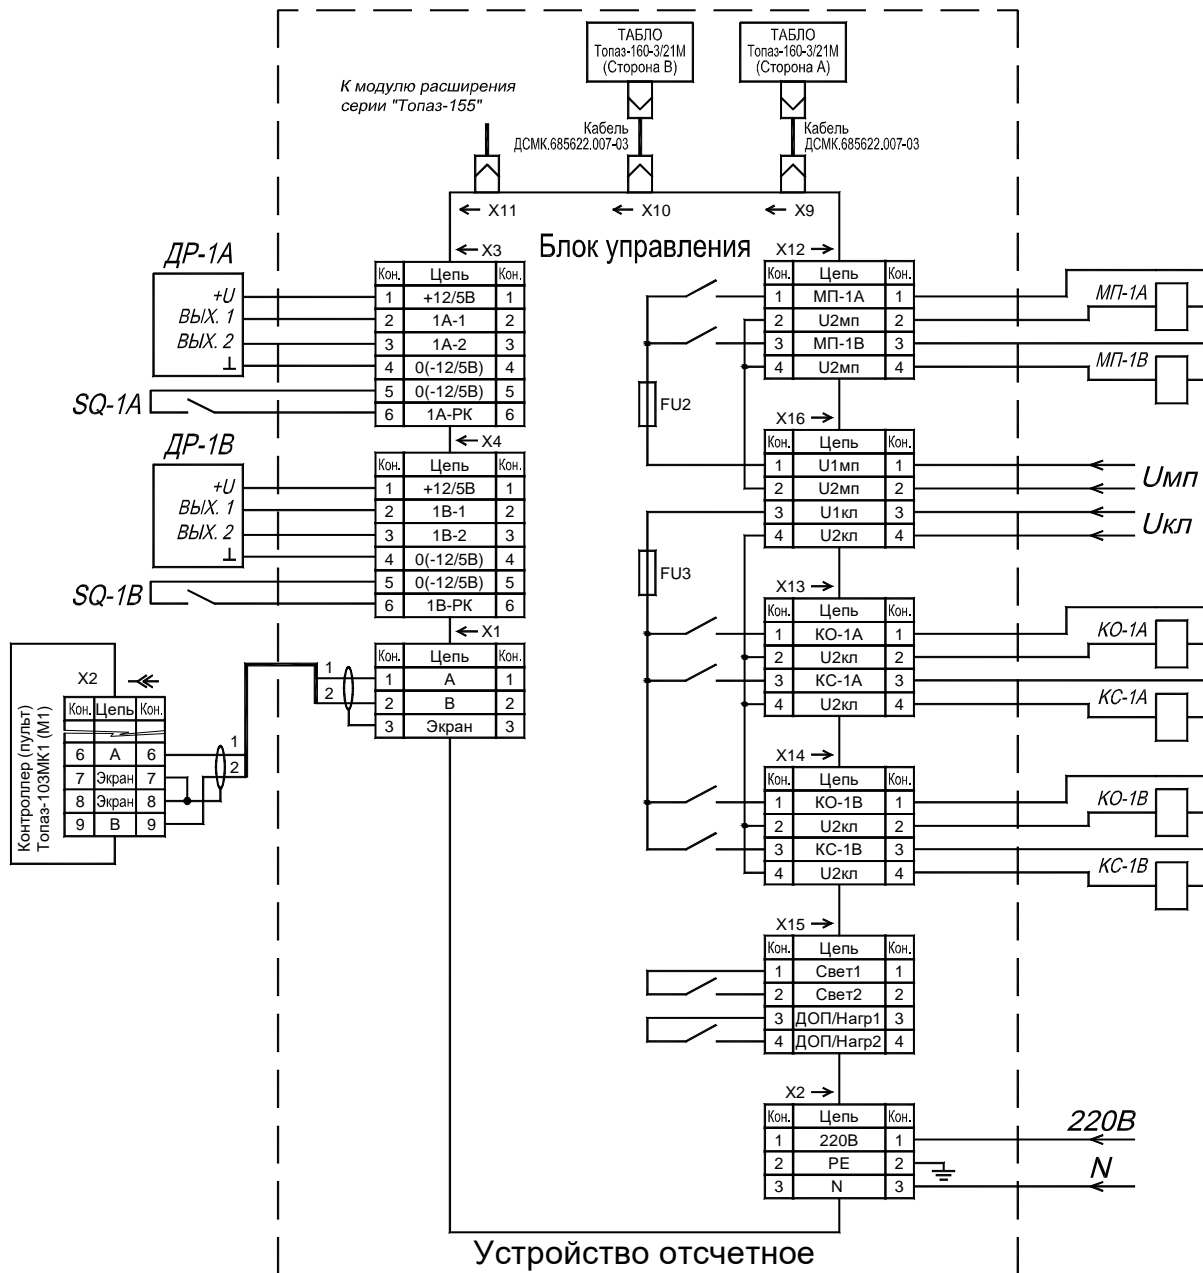 ТАБЛО
Топаз-160-3/21М
(Сторона В)
ТАБЛО
Топаз-160-3/21М
(Сторона А)
К модулю расширения
серии "Топаз-155"
Кабель
ДСМК.685622.007-03
Кабель
ДСМК.685622.007-03
X11
X10
X9
Блок управления
ДР-1А
+U
ВЫХ. 1
ВЫХ. 2
⊥
SQ-1A
X3
Кон. Цепь Кон.
1 +12/5В 1
2 1А-1 2
3 1А-2 3
4 0(-12/5В) 4
5 0(-12/5В) 5
6 1А-РК 6
ДР-1В
+U
ВЫХ. 1
ВЫХ. 2
⊥
SQ-1B
X4
Кон. Цепь Кон.
1 +12/5В 1
2 1В-1 2
3 1В-2 3
4 0(-12/5В) 4
5 0(-12/5В) 5
6 1В-РК 6
X1
Кон. Цепь Кон.
1 А 1
2 В 2
3 Экран 3
1
2
Контроллер (пульт)
Топаз-103МК1 (М1)
X2
Кон. Цепь Кон.
6 А 6
7 Экран 7
8 Экран 8
9 В 9
1
2
X12
Кон. Цепь Кон.
1 МП-1А 1
2 U2мп 2
3 МП-1В 3
4 U2мп 4
МП-1А
МП-1В
FU2
X16
Кон. Цепь Кон.
1 U1мп 1
2 U2мп 2
3 U1кл 3
4 U2кл 4
Uмп
Uкл
FU3
X13
Кон. Цепь Кон.
1 КО-1А 1
2 U2кл 2
3 КС-1А 3
4 U2кл 4
КО-1А
КС-1А
X14
Кон. Цепь Кон.
1 КО-1В 1
2 U2кл 2
3 КС-1В 3
4 U2кл 4
КО-1В
КС-1В
X15
Кон. Цепь Кон.
1 Свет1 1
2 Свет2 2
3 ДОП/Нагр1 3
4 ДОП/Нагр2 4
X2
Кон. Цепь Кон.
1 220В 1
2 PE 2
3 N 3
220В
N
Устройство отсчетное